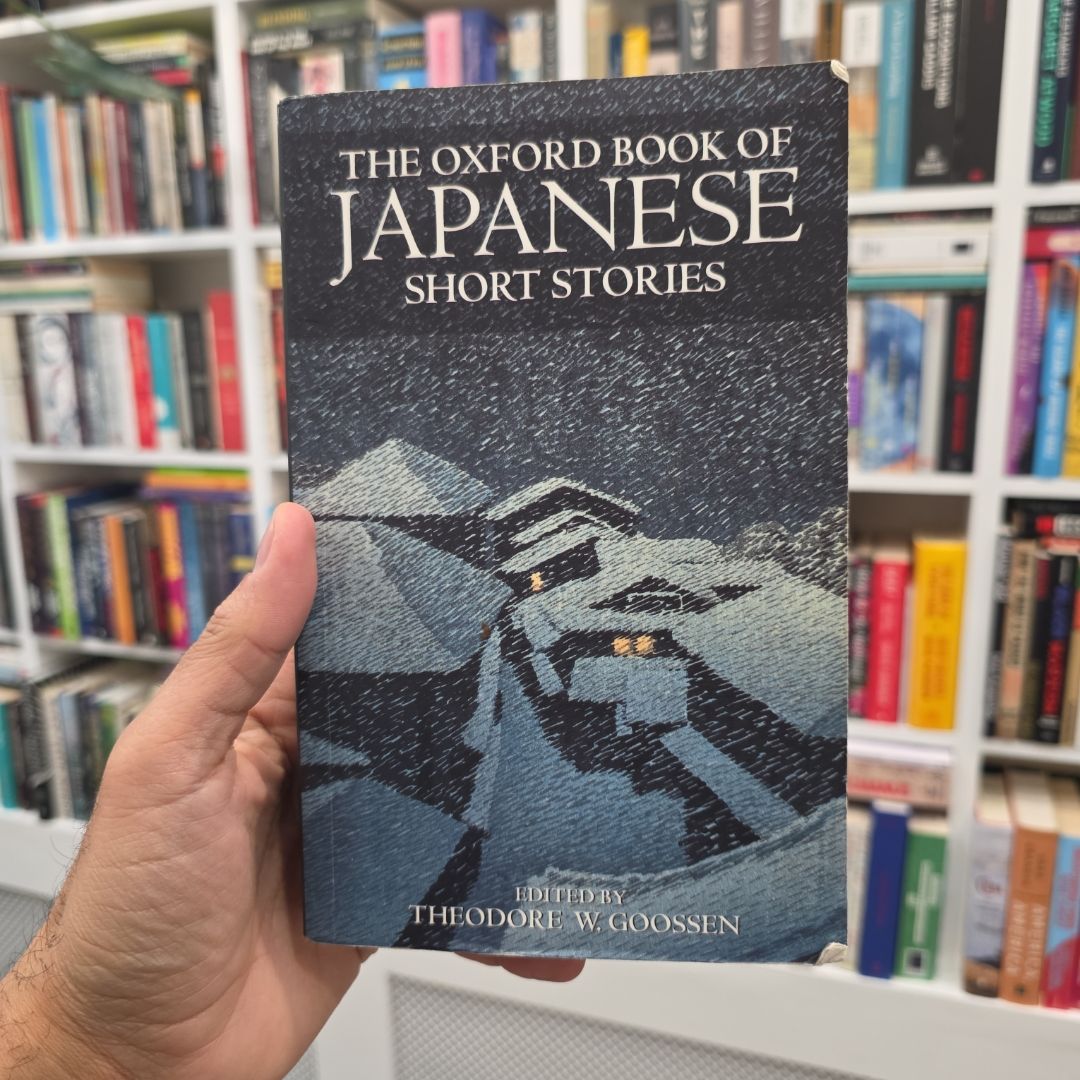 THE OXFORD BOOK OF
JAPANESE
SHORT STORIES
EDITED BY
THEODORE W. GOOSSEN